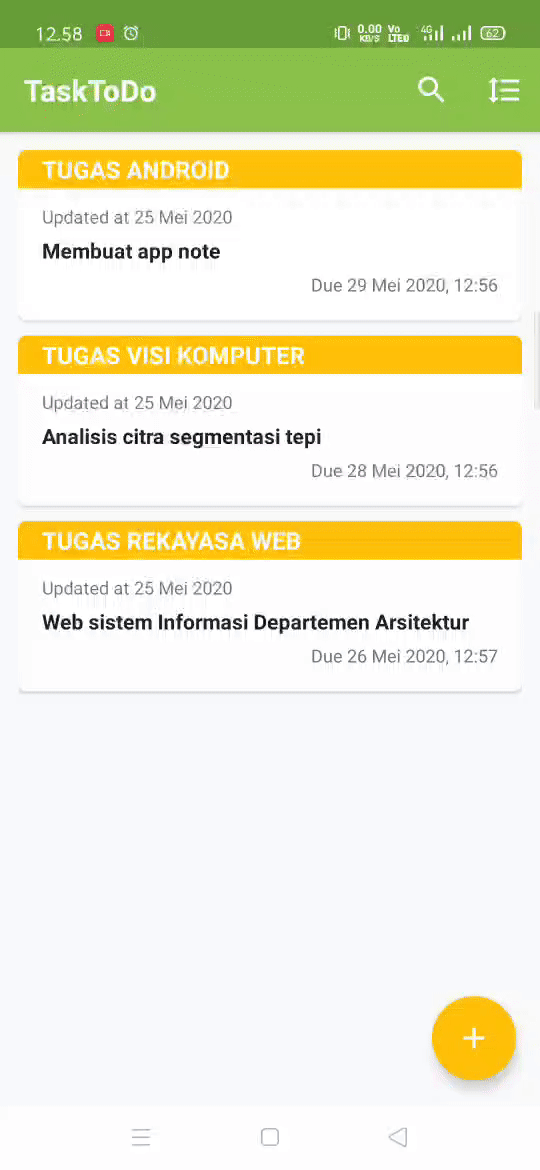 12.58 0.00 KB/S Vo LTE 4G 62
TaskToDo
TUGAS ANDROID
Updated at 25 Mei 2020
Membuat app note
Due 29 Mei 2020, 12:56
TUGAS VISI KOMPUTER
Updated at 25 Mei 2020
Analisis citra segmentasi tepi
Due 28 Mei 2020, 12:56
TUGAS REKAYASA WEB
Updated at 25 Mei 2020
Web sistem Informasi Departemen Arsitektur
Due 26 Mei 2020, 12:57